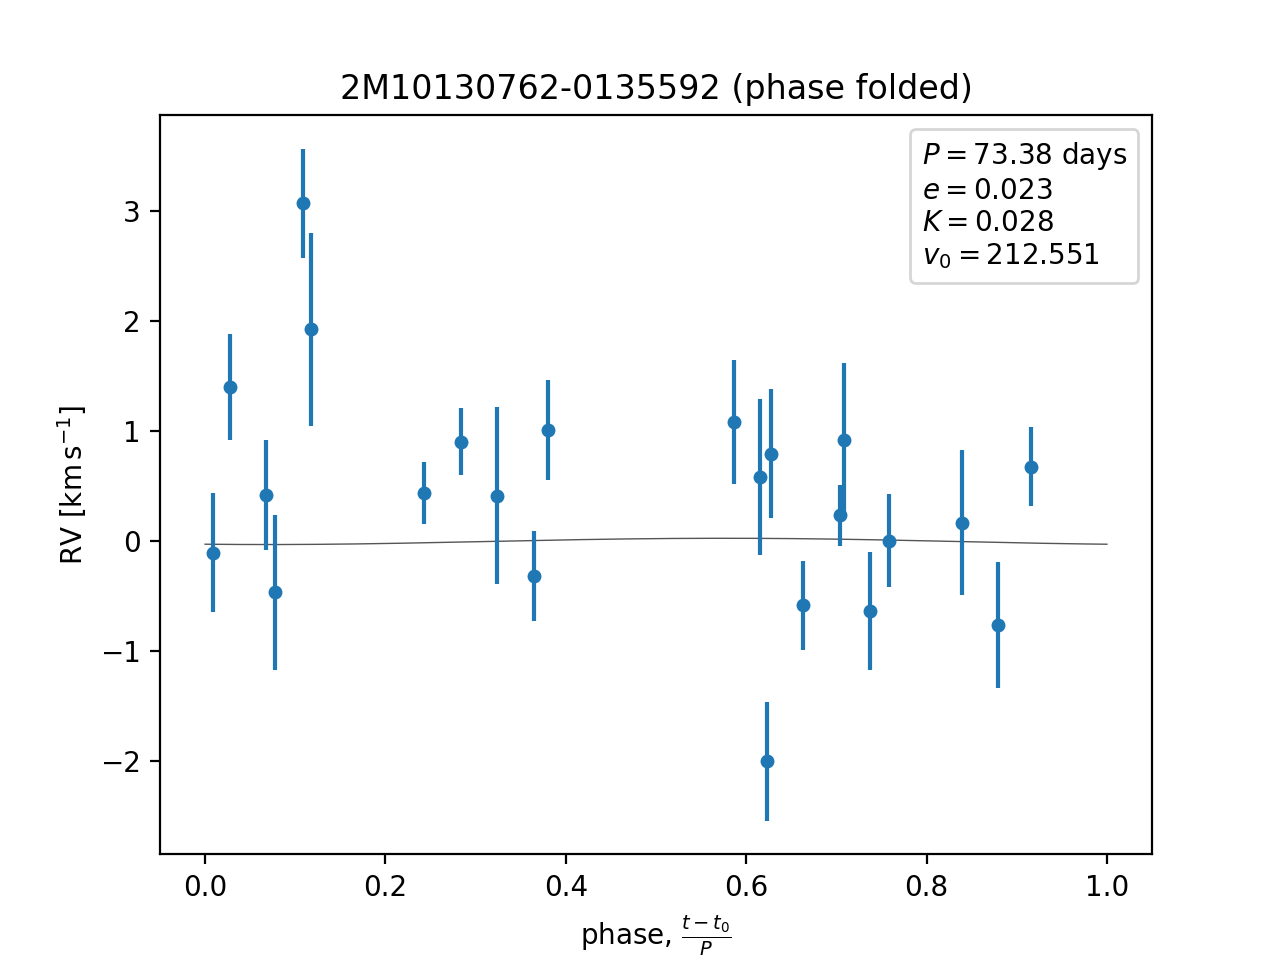 2M10130762-0135592 (phase folded)
P = 73.38 days
e = 0.023
K = 0.028
v₀ = 212.551
RV [km s⁻¹]
3
2
1
0
−1
−2
0.0 0.2 0.4 0.6 0.8 1.0
phase, (t − t₀)/P